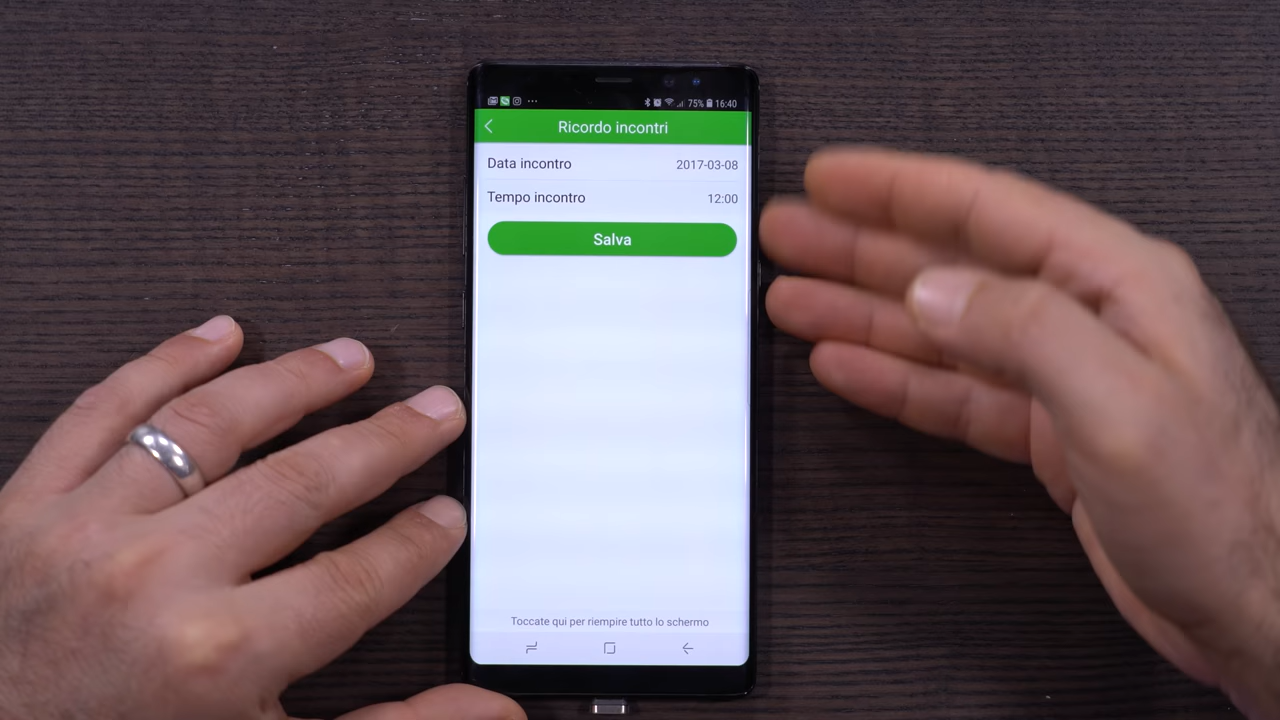 75% 16:40
Ricordo incontri
Data incontro 2017-03-08
Tempo incontro 12:00
Salva
Toccate qui per riempire tutto lo schermo